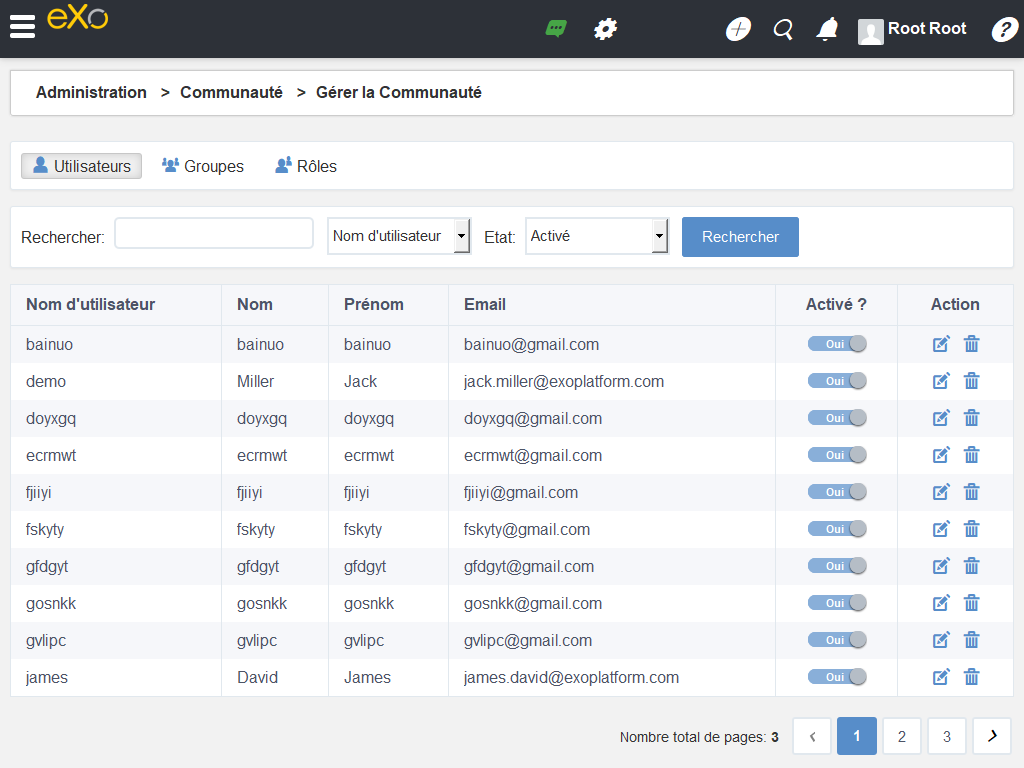 eXo
Root Root
?
Administration > Communauté > Gérer la Communauté
Utilisateurs Groupes Rôles
Rechercher: Nom d'utilisateur Etat: Activé Rechercher
Nom d'utilisateur Nom Prénom Email Activé ? Action
bainuo bainuo bainuo bainuo@gmail.com Oui
demo Miller Jack jack.miller@exoplatform.com Oui
doyxgq doyxgq doyxgq doyxgq@gmail.com Oui
ecrmwt ecrmwt ecrmwt ecrmwt@gmail.com Oui
fjiiyi fjiiyi fjiiyi fjiiyi@gmail.com Oui
fskyty fskyty fskyty fskyty@gmail.com Oui
gfdgyt gfdgyt gfdgyt gfdgyt@gmail.com Oui
gosnkk gosnkk gosnkk gosnkk@gmail.com Oui
gvlipc gvlipc gvlipc gvlipc@gmail.com Oui
james David James james.david@exoplatform.com Oui
Nombre total de pages: 3 ‹ 1 2 3 ›